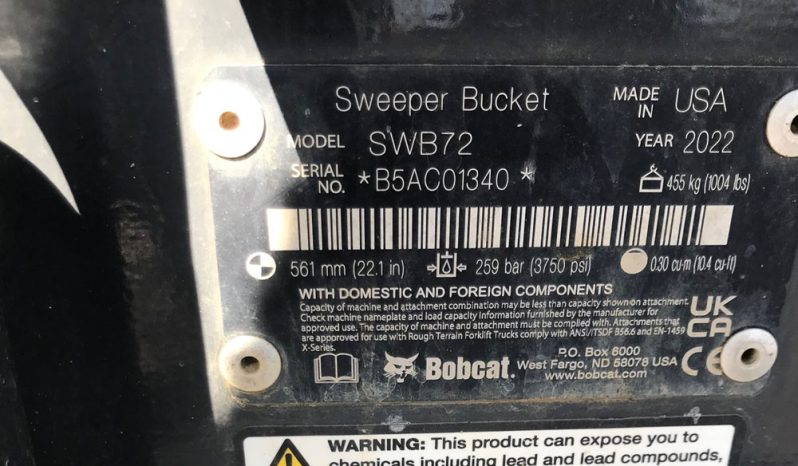 Sweeper Bucket MADE IN USA
MODEL SWB72 YEAR 2022
SERIAL NO. *B5AC01340* 455 kg (1004 lbs)
561 mm (22.1 in) 259 bar (3750 psi) 0.30 cu-m (10.4 cu-ft)
WITH DOMESTIC AND FOREIGN COMPONENTS
Capacity of machine and attachment combination may be less than capacity shown on attachment.
Check machine nameplate and load capacity information furnished by the manufacturer for
approved use. The capacity of machine and attachment must be complied with. Attachments that
are approved for use with Rough Terrain Forklift Trucks comply with ANSI/ITSDF B56.6 and EN-1459
X-Series.
UK
CA
Bobcat.
P.O. Box 6000
West Fargo, ND 58078 USA
www.bobcat.com
CE
WARNING: This product can expose you to
chemicals including lead and lead compounds,